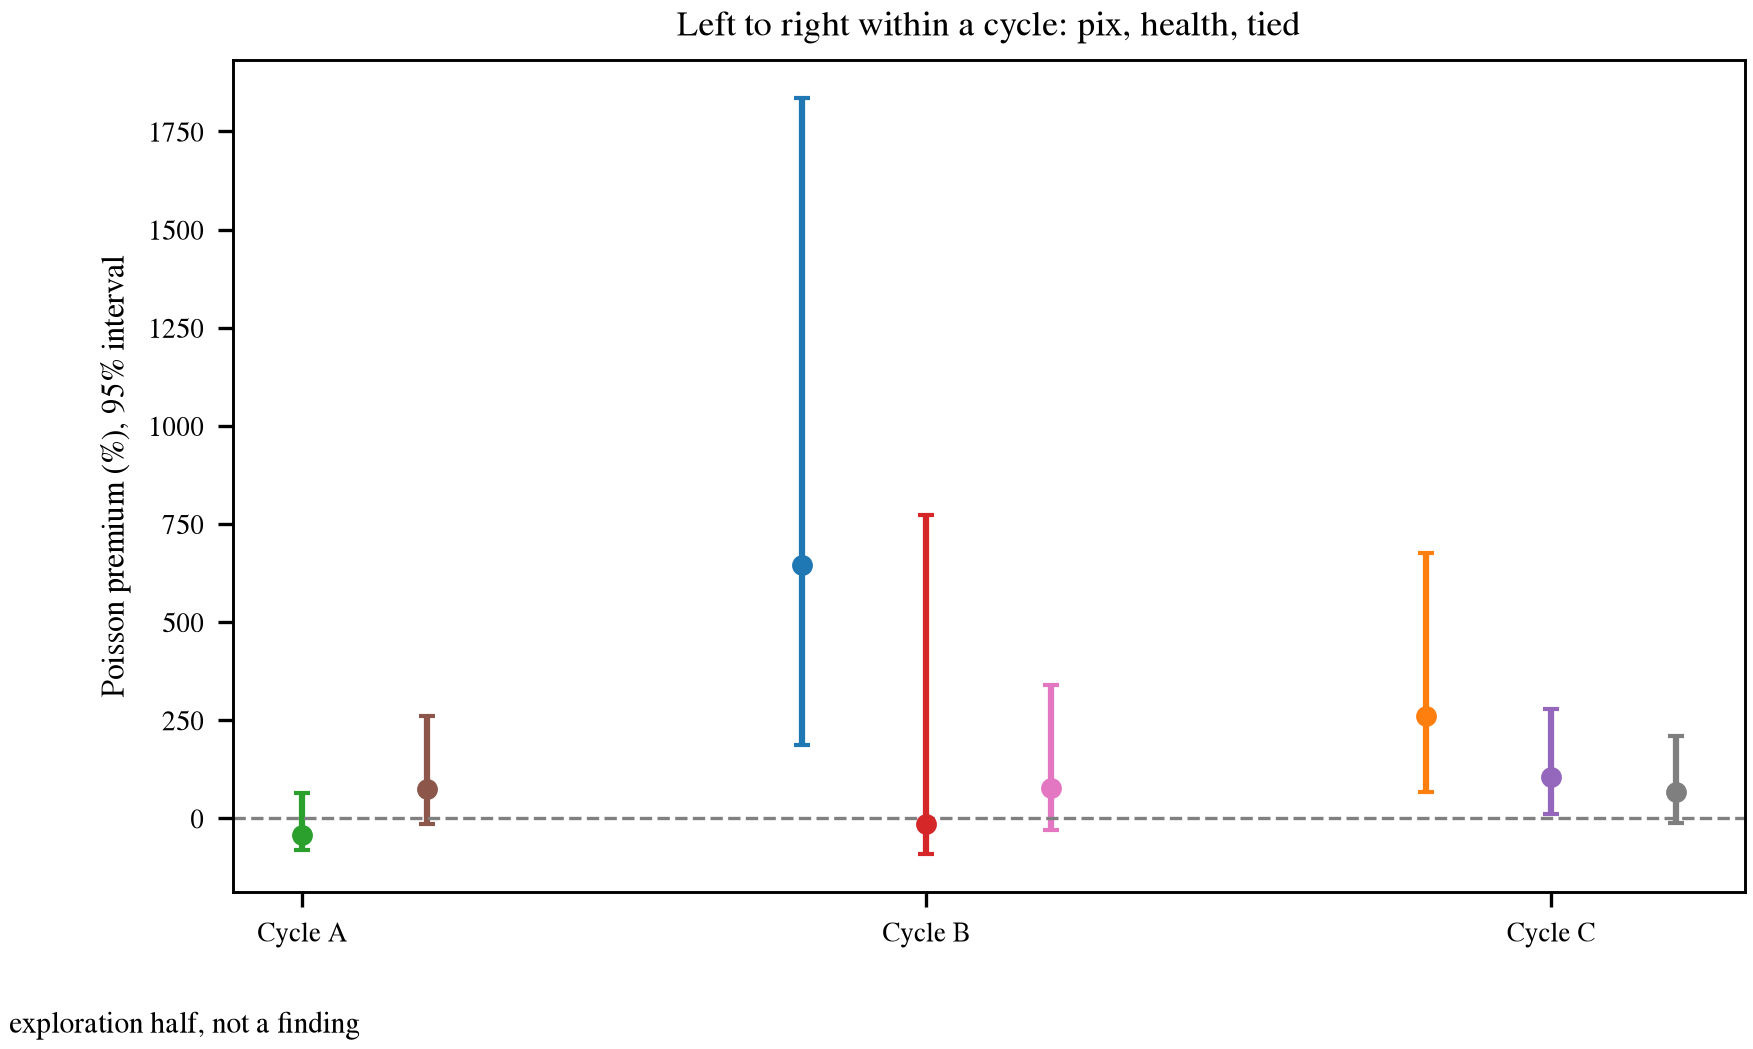 Left to right within a cycle: pix, health, tied
Poisson premium (%), 95% interval
1750
1500
1250
1000
750
500
250
0
Cycle A
Cycle B
Cycle C
exploration half, not a finding